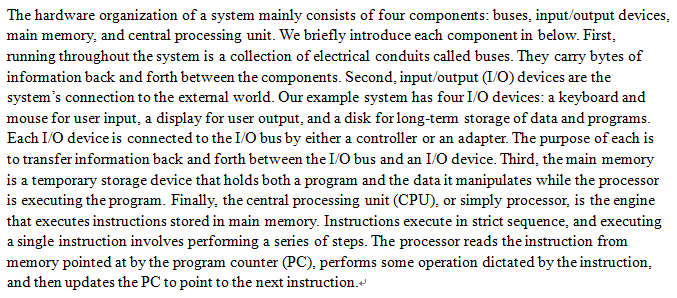 The hardware organization of a system mainly consists of four components: buses, input/output devices,
main memory, and central processing unit. We briefly introduce each component in below. First,
running throughout the system is a collection of electrical conduits called buses. They carry bytes of
information back and forth between the components. Second, input/output (I/O) devices are the
system's connection to the external world. Our example system has four I/O devices: a keyboard and
mouse for user input, a display for user output, and a disk for long-term storage of data and programs.
Each I/O device is connected to the I/O bus by either a controller or an adapter. The purpose of each is
to transfer information back and forth between the I/O bus and an I/O device. Third, the main memory
is a temporary storage device that holds both a program and the data it manipulates while the processor
is executing the program. Finally, the central processing unit (CPU), or simply processor, is the engine
that executes instructions stored in main memory. Instructions execute in strict sequence, and executing
a single instruction involves performing a series of steps. The processor reads the instruction from
memory pointed at by the program counter (PC), performs some operation dictated by the instruction,
and then updates the PC to point to the next instruction.↵